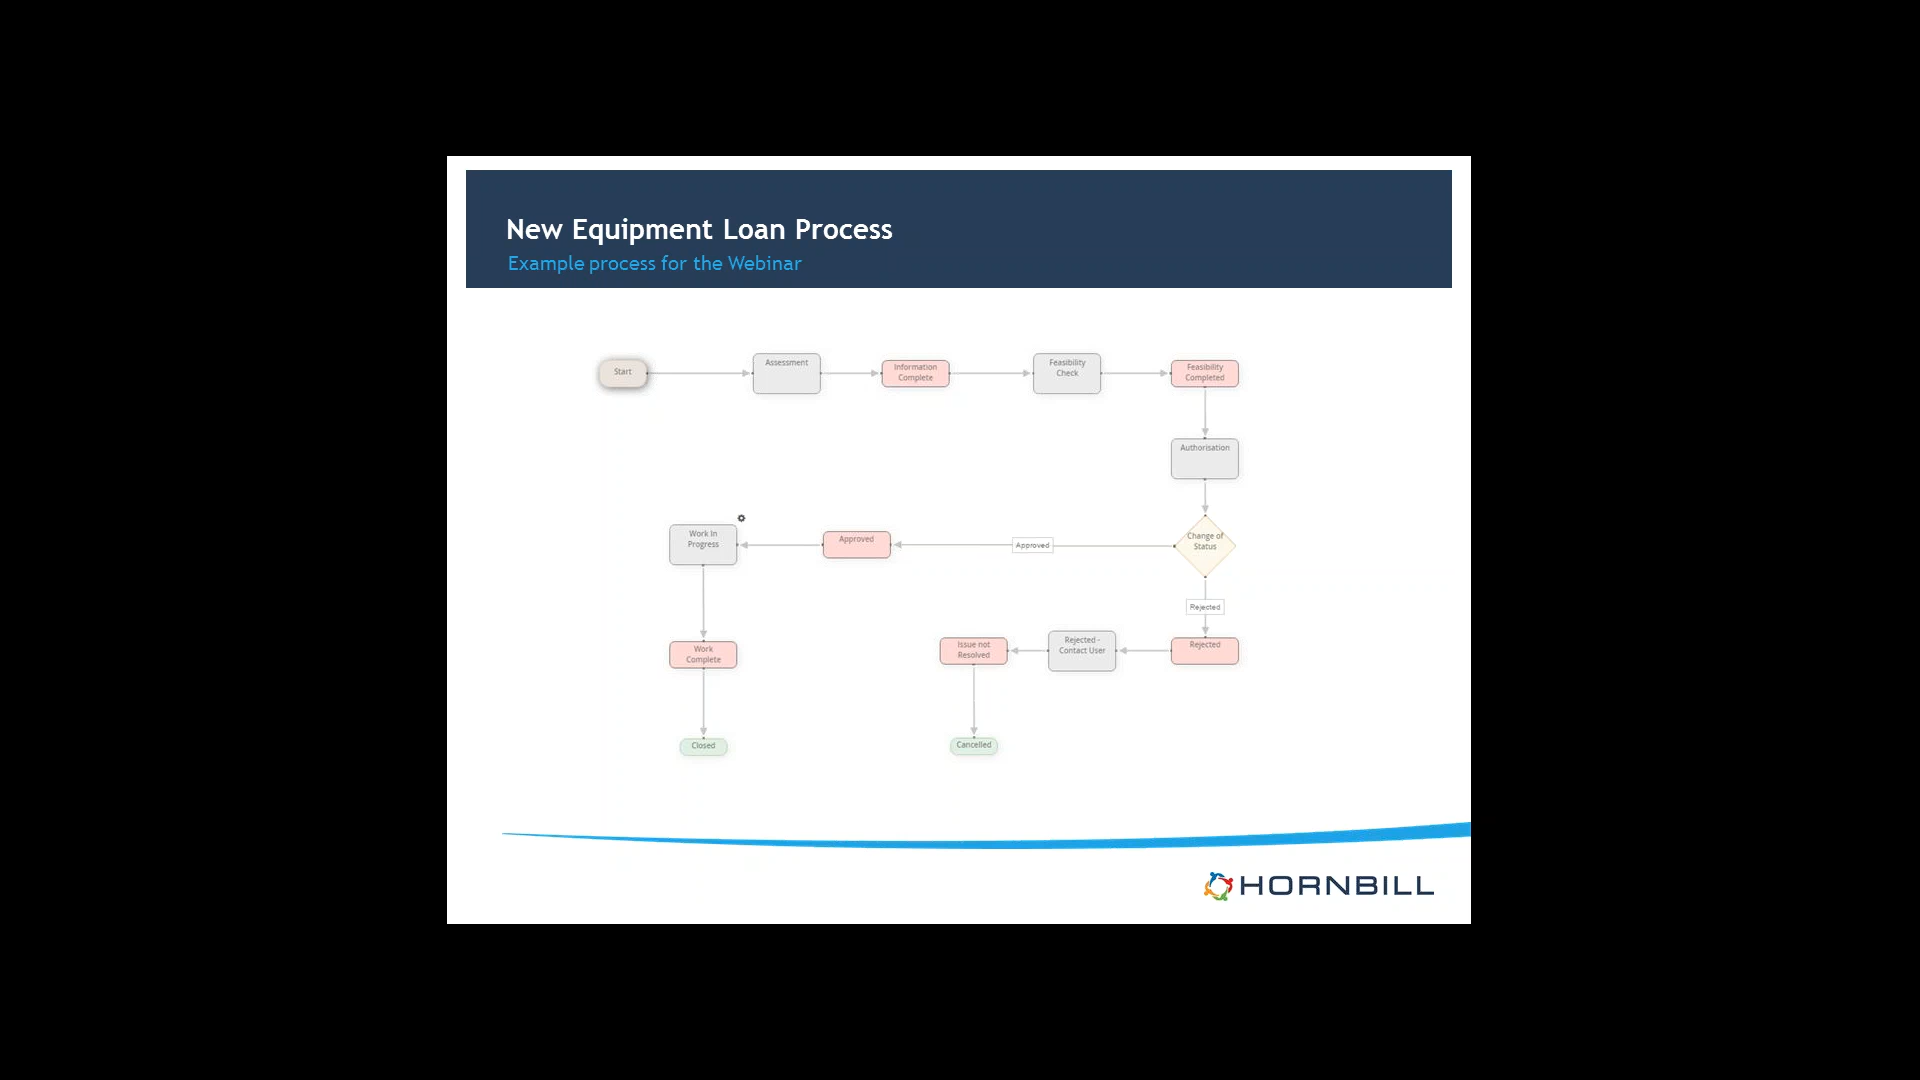 New Equipment Loan Process
Example process for the Webinar
Start
Assessment
Information
Complete
Feasibility
Check
Feasibility
Completed
Authorisation
Work In
Progress
Approved
Approved
Change of
Status
Rejected
Work
Complete
Issue not
Resolved
Rejected -
Contact User
Rejected
Closed
Cancelled
HORNBILL